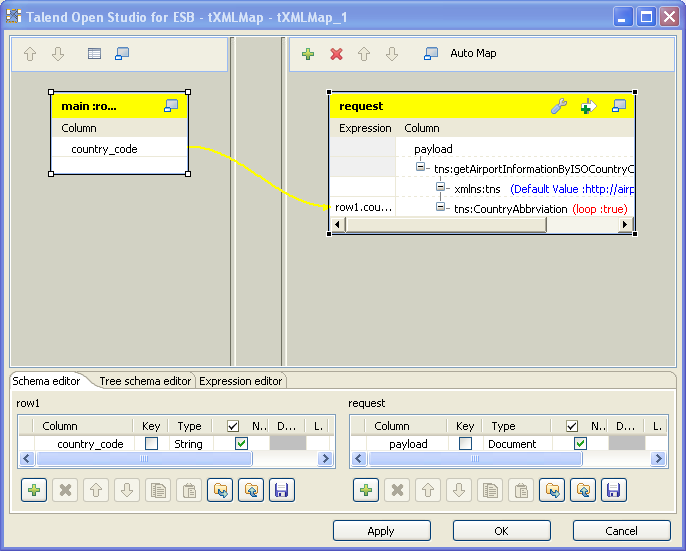 Talend Open Studio for ESB - tXMLMap - tXMLMap_1
Auto Map
main :ro...
Column
country_code
request
Expression Column
payload
tns:getAirportInformationByISOCountryC
xmlns:tns (Default Value :http://airp
row1.cou... tns:CountryAbbrviation (loop :true)
Schema editor Tree schema editor Expression editor
row1
Column Key Type N.. D... L.
country_code String
request
Column Key Type N.. D... L.
payload Document
Apply OK Cancel